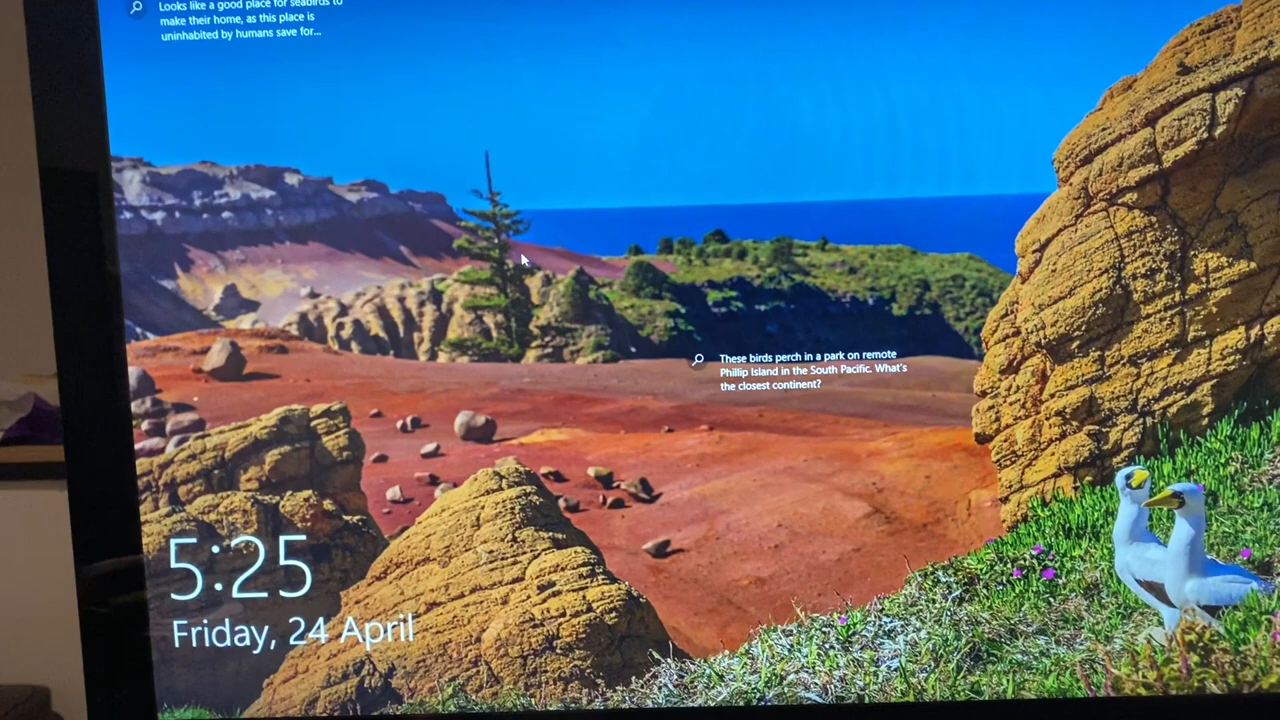 Looks like a good place for seabirds to
make their home, as this place is
uninhabited by humans save for...
These birds perch in a park on remote
Phillip Island in the South Pacific. What's
the closest continent?
5:25
Friday, 24 April